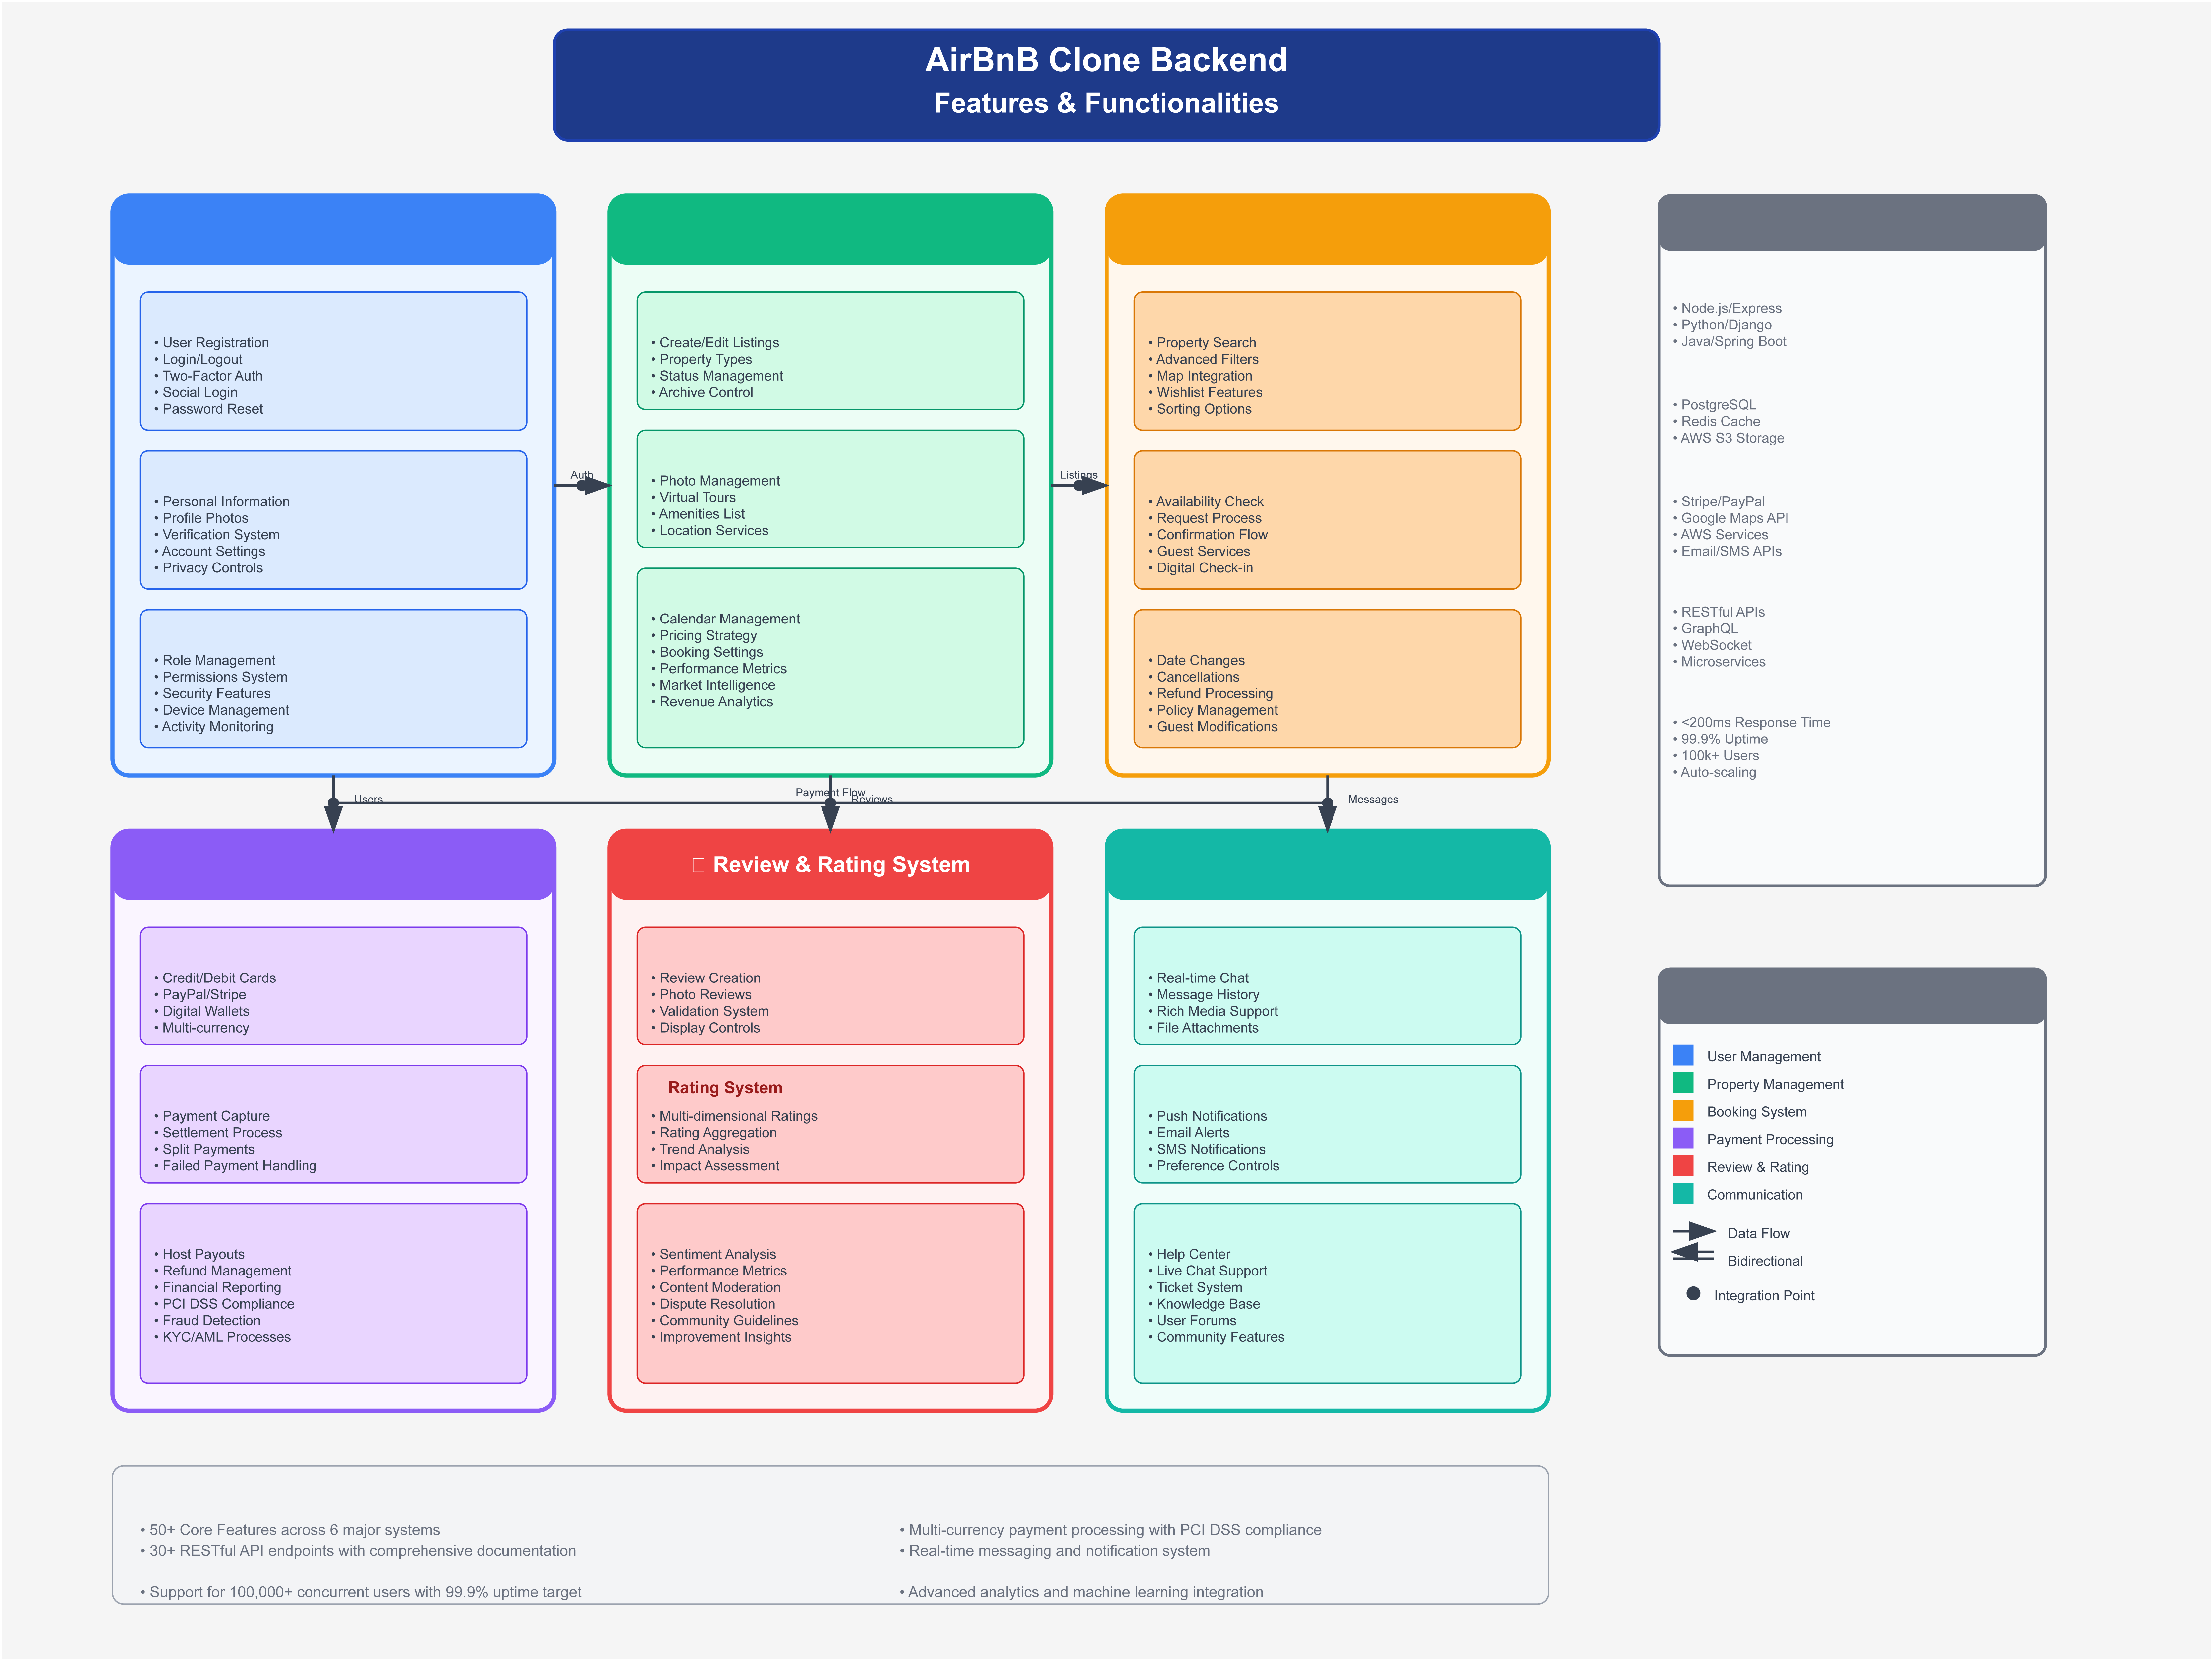 AirBnB Clone Backend
Features & Functionalities
• User Registration
• Login/Logout
• Two-Factor Auth
• Social Login
• Password Reset
• Personal Information
• Profile Photos
• Verification System
• Account Settings
• Privacy Controls
• Role Management
• Permissions System
• Security Features
• Device Management
• Activity Monitoring
Auth
• Create/Edit Listings
• Property Types
• Status Management
• Archive Control
• Photo Management
• Virtual Tours
• Amenities List
• Location Services
• Calendar Management
• Pricing Strategy
• Booking Settings
• Performance Metrics
• Market Intelligence
• Revenue Analytics
Listings
• Property Search
• Advanced Filters
• Map Integration
• Wishlist Features
• Sorting Options
• Availability Check
• Request Process
• Confirmation Flow
• Guest Services
• Digital Check-in
• Date Changes
• Cancellations
• Refund Processing
• Policy Management
• Guest Modifications
• Node.js/Express
• Python/Django
• Java/Spring Boot
• PostgreSQL
• Redis Cache
• AWS S3 Storage
• Stripe/PayPal
• Google Maps API
• AWS Services
• Email/SMS APIs
• RESTful APIs
• GraphQL
• WebSocket
• Microservices
• <200ms Response Time
• 99.9% Uptime
• 100k+ Users
• Auto-scaling
Users
Payment Flow
Reviews
Messages
• Credit/Debit Cards
• PayPal/Stripe
• Digital Wallets
• Multi-currency
• Payment Capture
• Settlement Process
• Split Payments
• Failed Payment Handling
• Host Payouts
• Refund Management
• Financial Reporting
• PCI DSS Compliance
• Fraud Detection
• KYC/AML Processes
Review & Rating System
• Review Creation
• Photo Reviews
• Validation System
• Display Controls
Rating System
• Multi-dimensional Ratings
• Rating Aggregation
• Trend Analysis
• Impact Assessment
• Sentiment Analysis
• Performance Metrics
• Content Moderation
• Dispute Resolution
• Community Guidelines
• Improvement Insights
• Real-time Chat
• Message History
• Rich Media Support
• File Attachments
• Push Notifications
• Email Alerts
• SMS Notifications
• Preference Controls
• Help Center
• Live Chat Support
• Ticket System
• Knowledge Base
• User Forums
• Community Features
User Management
Property Management
Booking System
Payment Processing
Review & Rating
Communication
Data Flow
Bidirectional
Integration Point
• 50+ Core Features across 6 major systems
• 30+ RESTful API endpoints with comprehensive documentation
• Support for 100,000+ concurrent users with 99.9% uptime target
• Multi-currency payment processing with PCI DSS compliance
• Real-time messaging and notification system
• Advanced analytics and machine learning integration